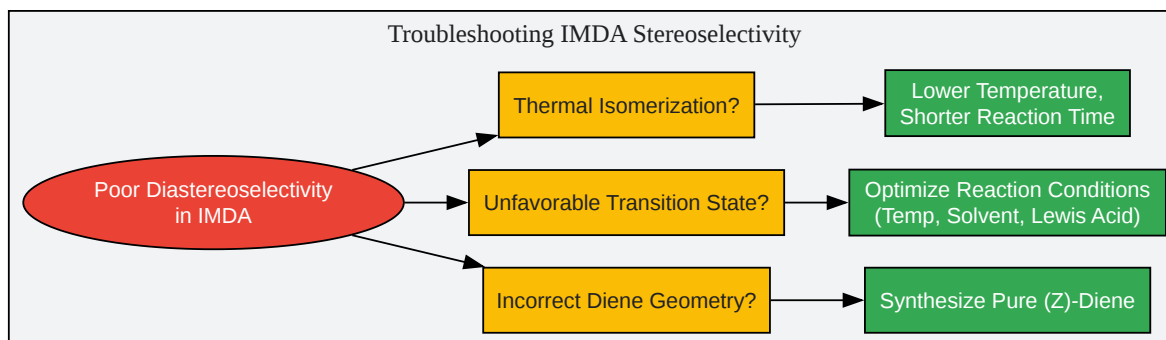 Troubleshooting IMDA Stereoselectivity
Poor Diastereoselectivity
in IMDA
Thermal Isomerization?
Lower Temperature,
Shorter Reaction Time
Unfavorable Transition State?
Optimize Reaction Conditions
(Temp, Solvent, Lewis Acid)
Incorrect Diene Geometry?
Synthesize Pure (Z)-Diene